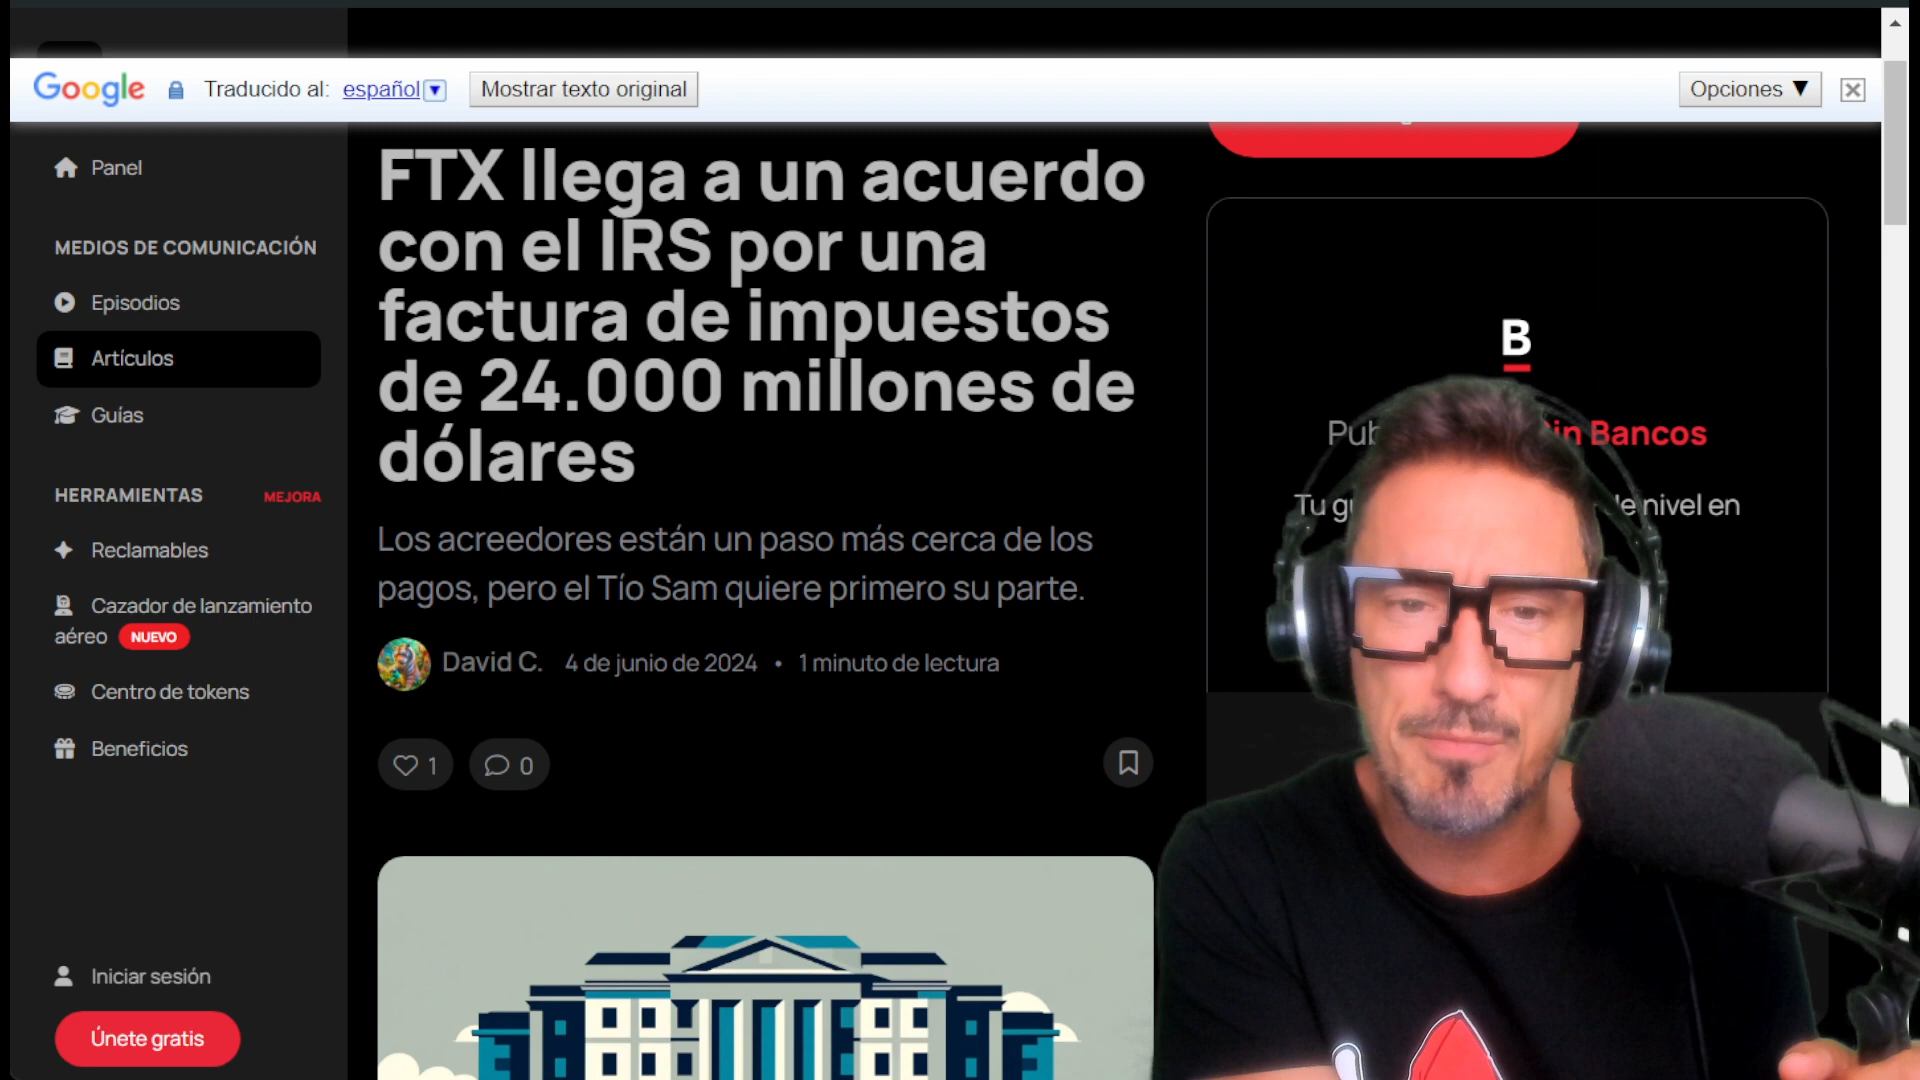 Google Traducido al: español Mostrar texto original Opciones
Panel
MEDIOS DE COMUNICACIÓN
Episodios
Artículos
Guías
HERRAMIENTAS MEJORA
Reclamables
Cazador de lanzamiento
aéreo NUEVO
Centro de tokens
Beneficios
Iniciar sesión
Únete gratis
FTX llega a un acuerdo
con el IRS por una
factura de impuestos
de 24.000 millones de
dólares
Los acreedores están un paso más cerca de los
pagos, pero el Tío Sam quiere primero su parte.
David C. 4 de junio de 2024 • 1 minuto de lectura
1 0
B
Bancos
Tu nivel en